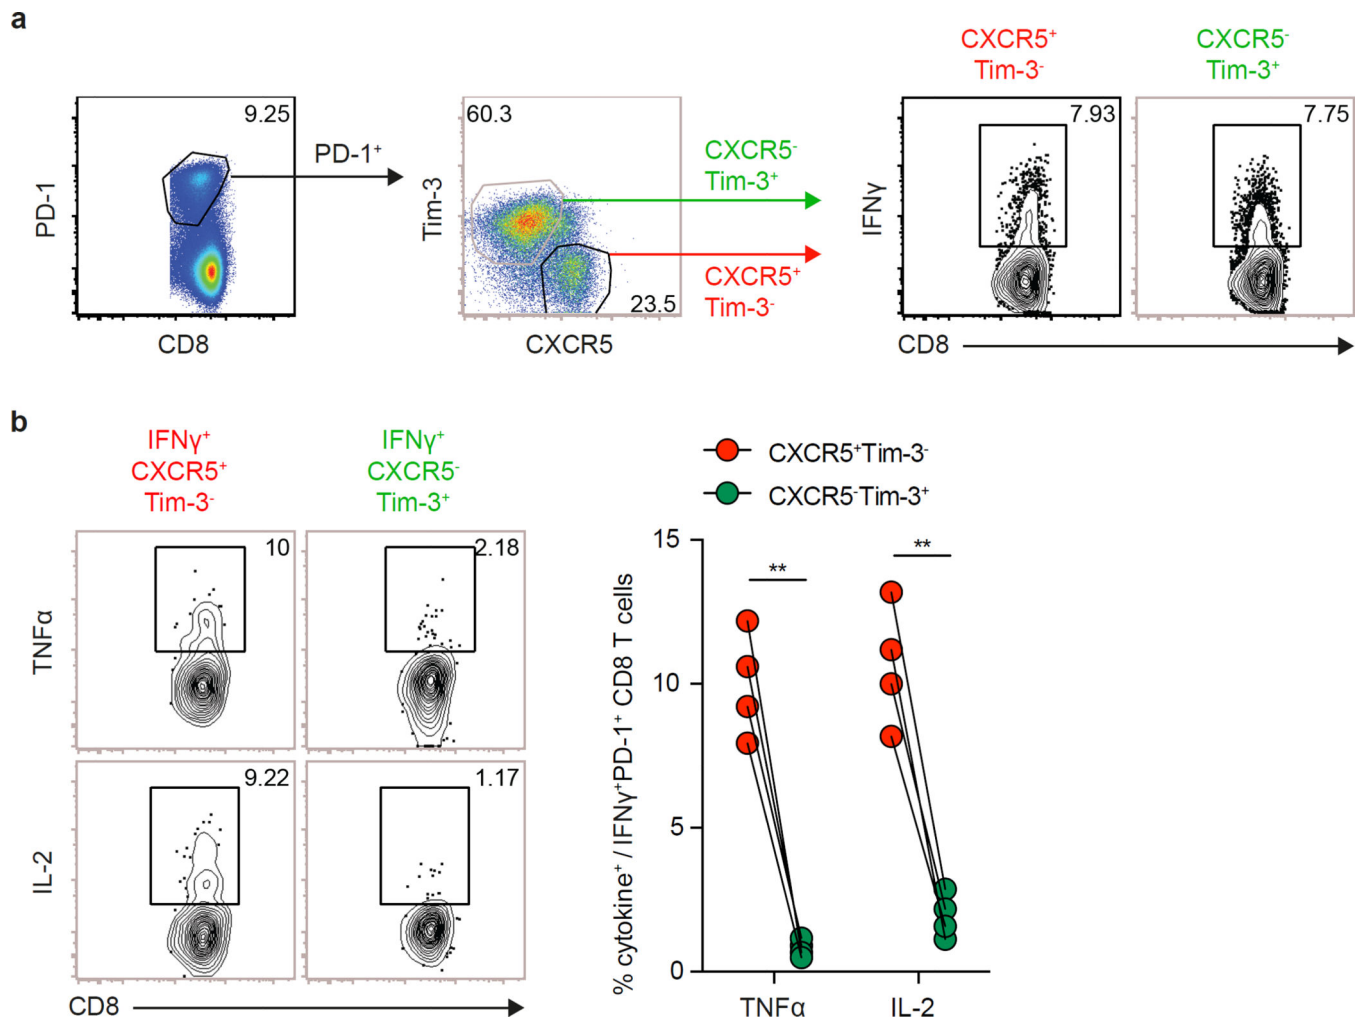 a
CXCR5⁺
Tim-3⁻
CXCR5⁻
Tim-3⁺
9.25
PD-1⁺
PD-1
CD8
60.3
Tim-3
CXCR5⁻
Tim-3⁺
CXCR5⁺
Tim-3⁻
23.5
CXCR5
7.93
7.75
IFNγ
CD8
b
IFNγ⁺
CXCR5⁺
Tim-3⁻
IFNγ⁺
CXCR5⁻
Tim-3⁺
10
2.18
TNFα
9.22
1.17
IL-2
CD8
CXCR5⁺Tim-3⁻
CXCR5⁻Tim-3⁺
% cytokine⁺ / IFNγ⁺PD-1⁺ CD8 T cells
15
10
5
0
**
**
TNFα
IL-2